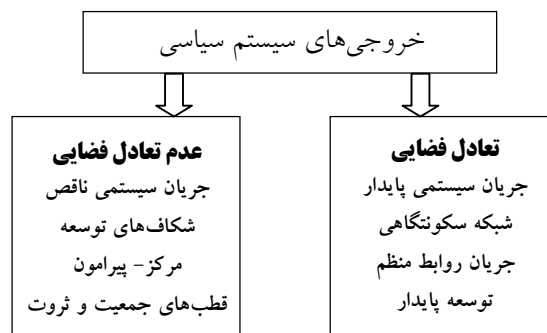 خروجی‌های سیستم سیاسی
تعادل فضایی
جریان سیستمی پایدار
شبکه سکونتگاهی
جریان روابط منظم
توسعه پایدار
عدم تعادل فضایی
جریان سیستمی ناقص
شکاف‌های توسعه
مرکز- پیرامون
قطب‌های جمعیت و ثروت